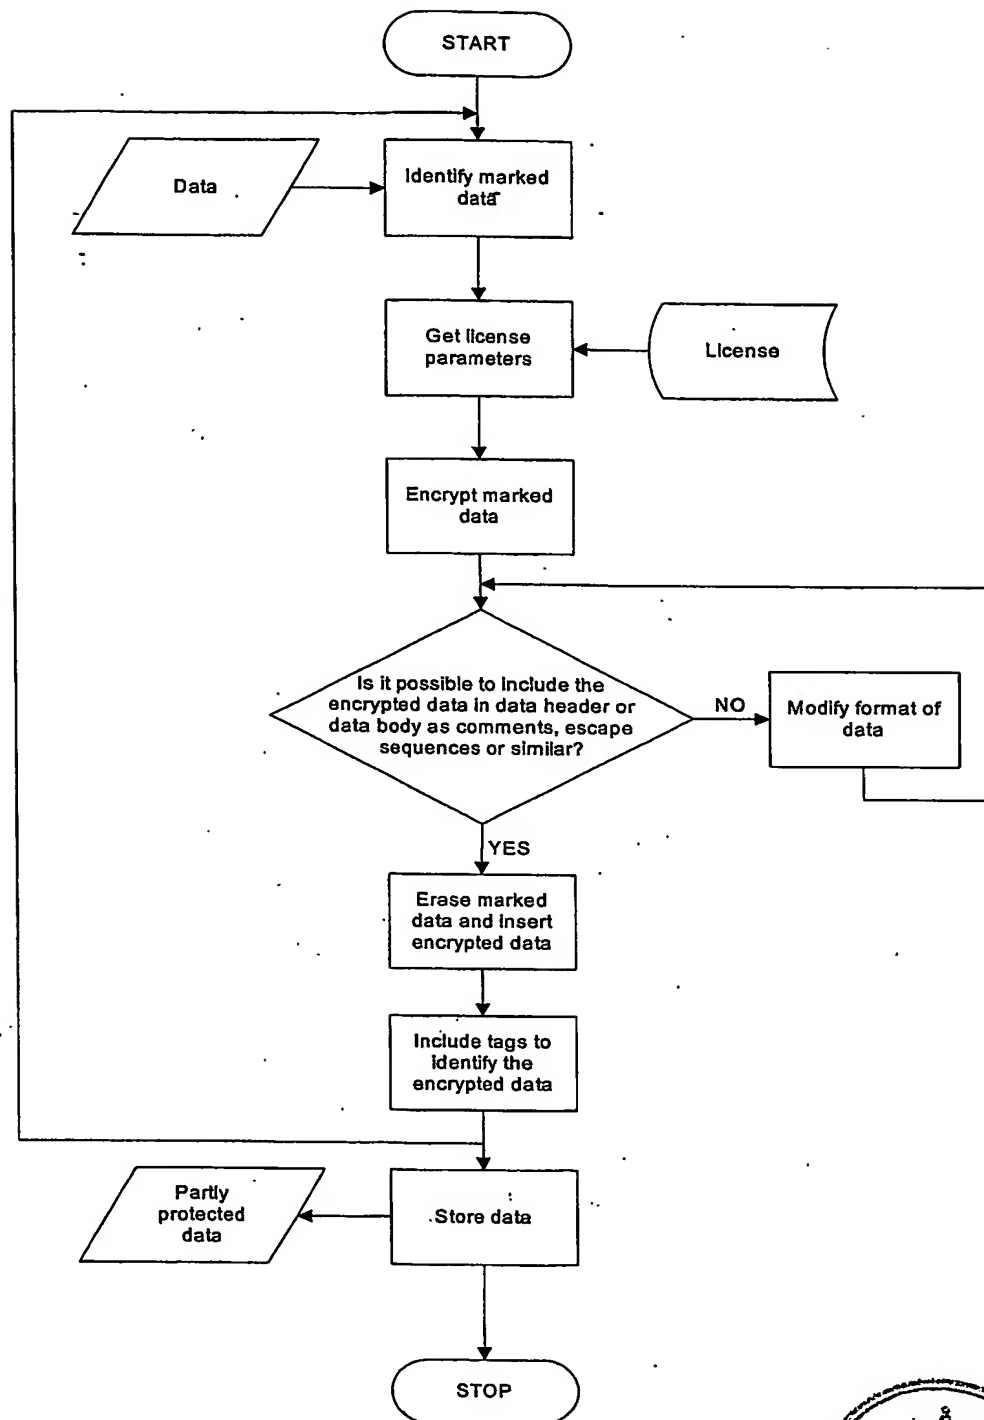 START
Data
Identify marked
data
Get license
parameters
License
Encrypt marked
data
Is it possible to include the
encrypted data in data header or
data body as comments, escape
sequences or similar?
NO
Modify format of
data
YES
Erase marked
data and insert
encrypted data
Include tags to
identify the
encrypted data
Partly
protected
data
Store data
STOP